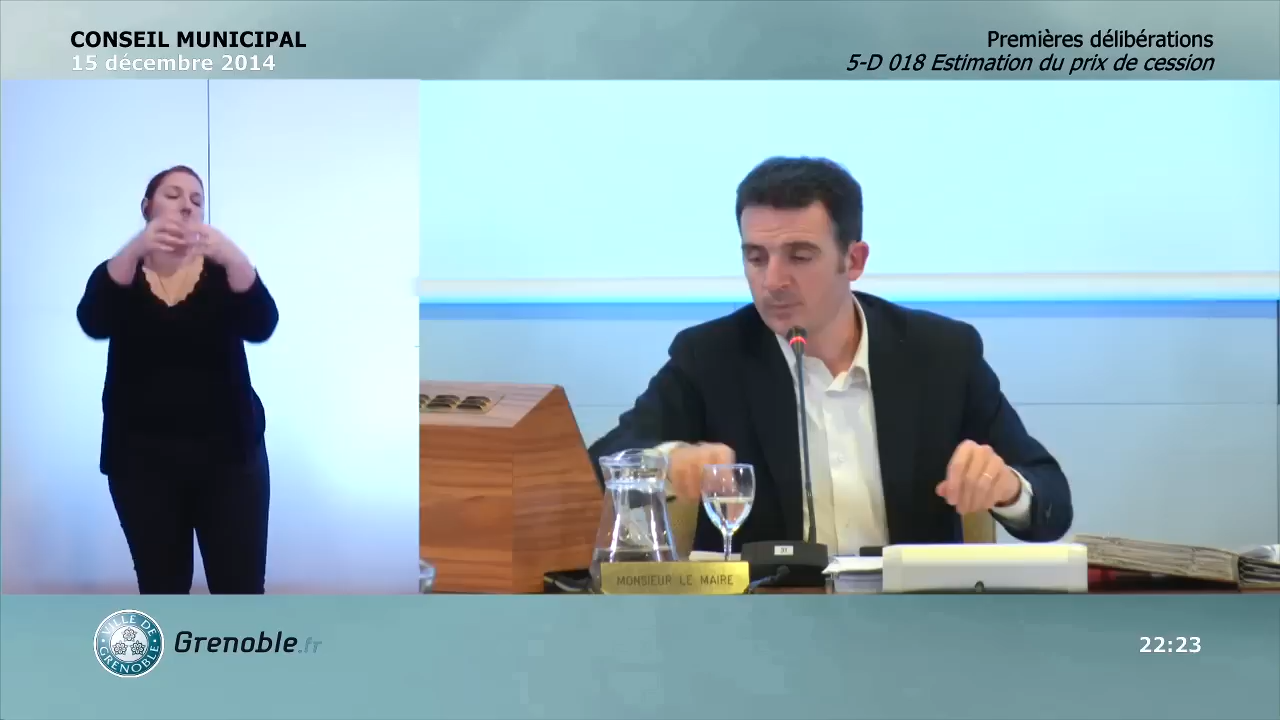 CONSEIL MUNICIPAL
15 décembre 2014
Premières délibérations
5-D 018 Estimation du prix de cession
MONSIEUR LE MAIRE
31
VILLE DE GRENOBLE
Grenoble.fr
22:23